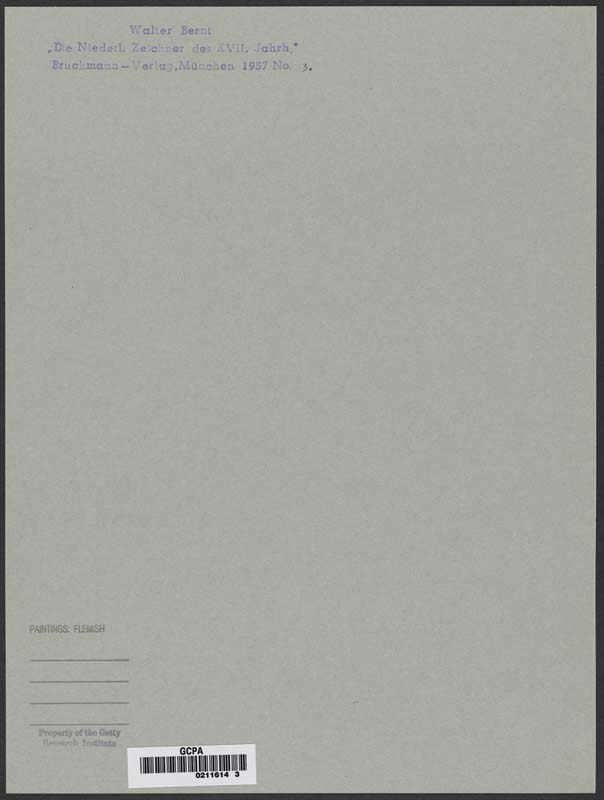 Walter Bernt
„Die Niederl. Zeichner des XVII. Jahrh.“
Bruckmann – Verlag, München 1957 No. 3.
PAINTINGS: FLEMISH
Property of the Getty
Research Institute
GCPA
0211614 3